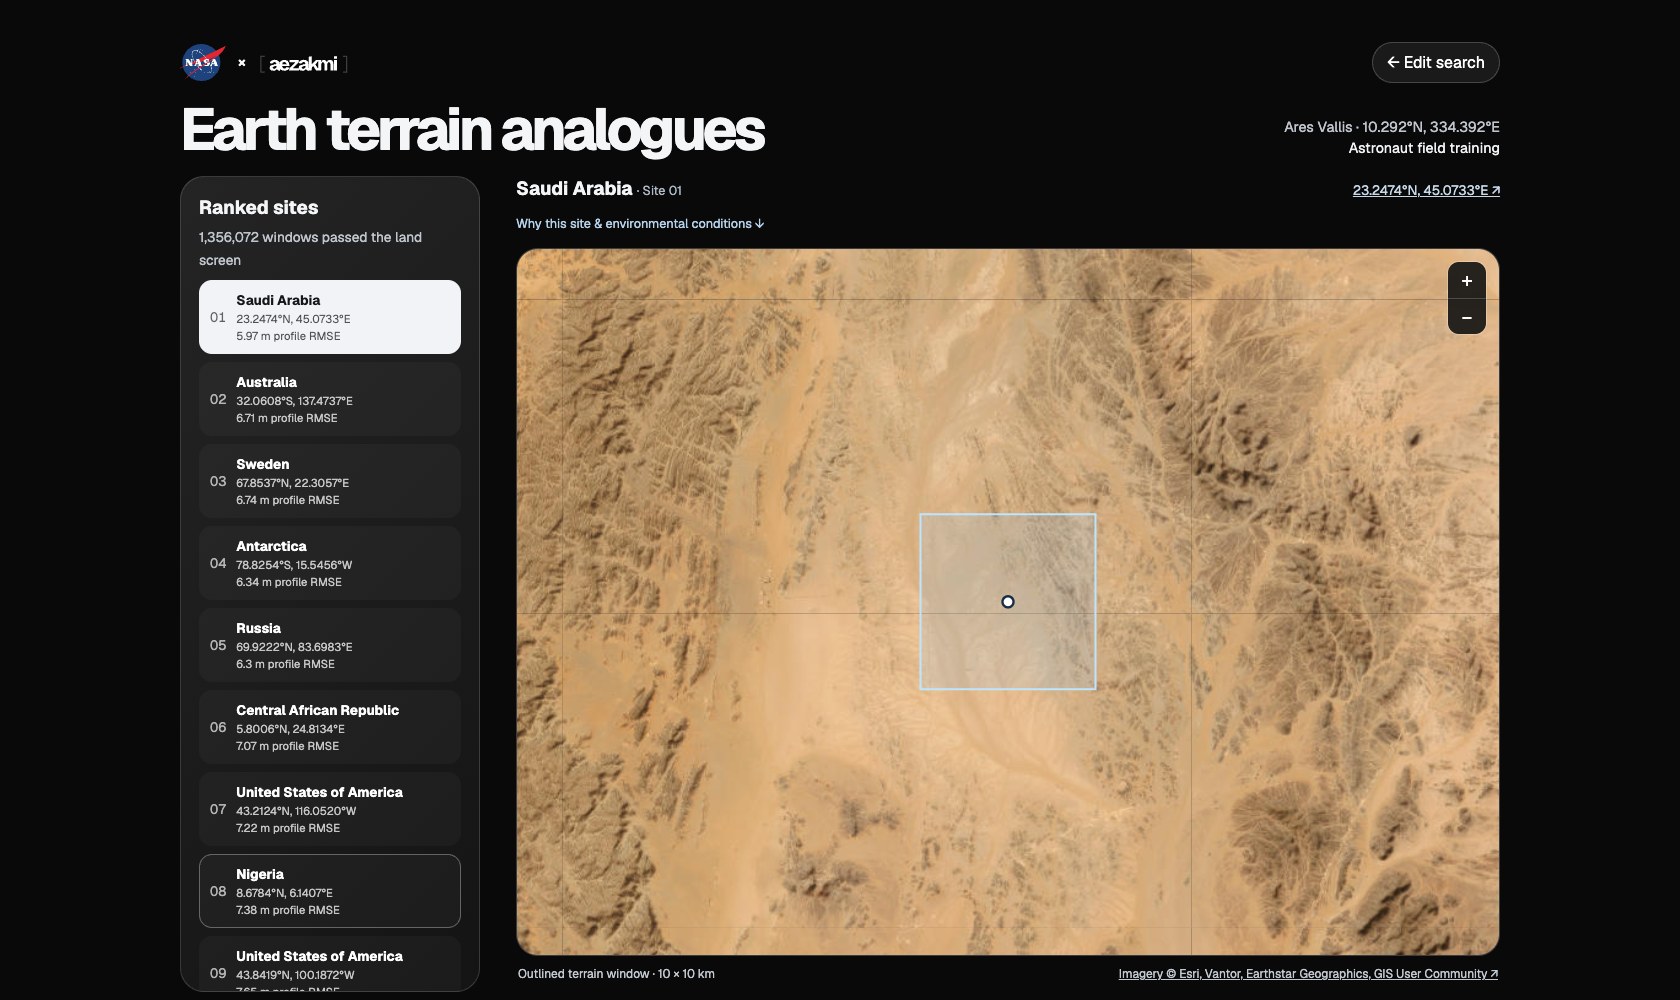 NASA × [ aezakmi ]
← Edit search
Earth terrain analogues
Ares Vallis · 10.292°N, 334.392°E
Astronaut field training
Ranked sites
1,356,072 windows passed the land
screen
01
Saudi Arabia
23.2474°N, 45.0733°E
5.97 m profile RMSE
02
Australia
32.0608°S, 137.4737°E
6.71 m profile RMSE
03
Sweden
67.8537°N, 22.3057°E
6.74 m profile RMSE
04
Antarctica
78.8254°S, 15.5456°W
6.34 m profile RMSE
05
Russia
69.9222°N, 83.6983°E
6.3 m profile RMSE
06
Central African Republic
5.8006°N, 24.8134°E
7.07 m profile RMSE
07
United States of America
43.2124°N, 116.0520°W
7.22 m profile RMSE
08
Nigeria
8.6784°N, 6.1407°E
7.38 m profile RMSE
09
United States of America
43.8419°N, 100.1872°W
7.65 m profile RMSE
Saudi Arabia · Site 01
23.2474°N, 45.0733°E ↗
Why this site & environmental conditions ↓
+
−
Outlined terrain window · 10 × 10 km
Imagery © Esri, Vantor, Earthstar Geographics, GIS User Community ↗